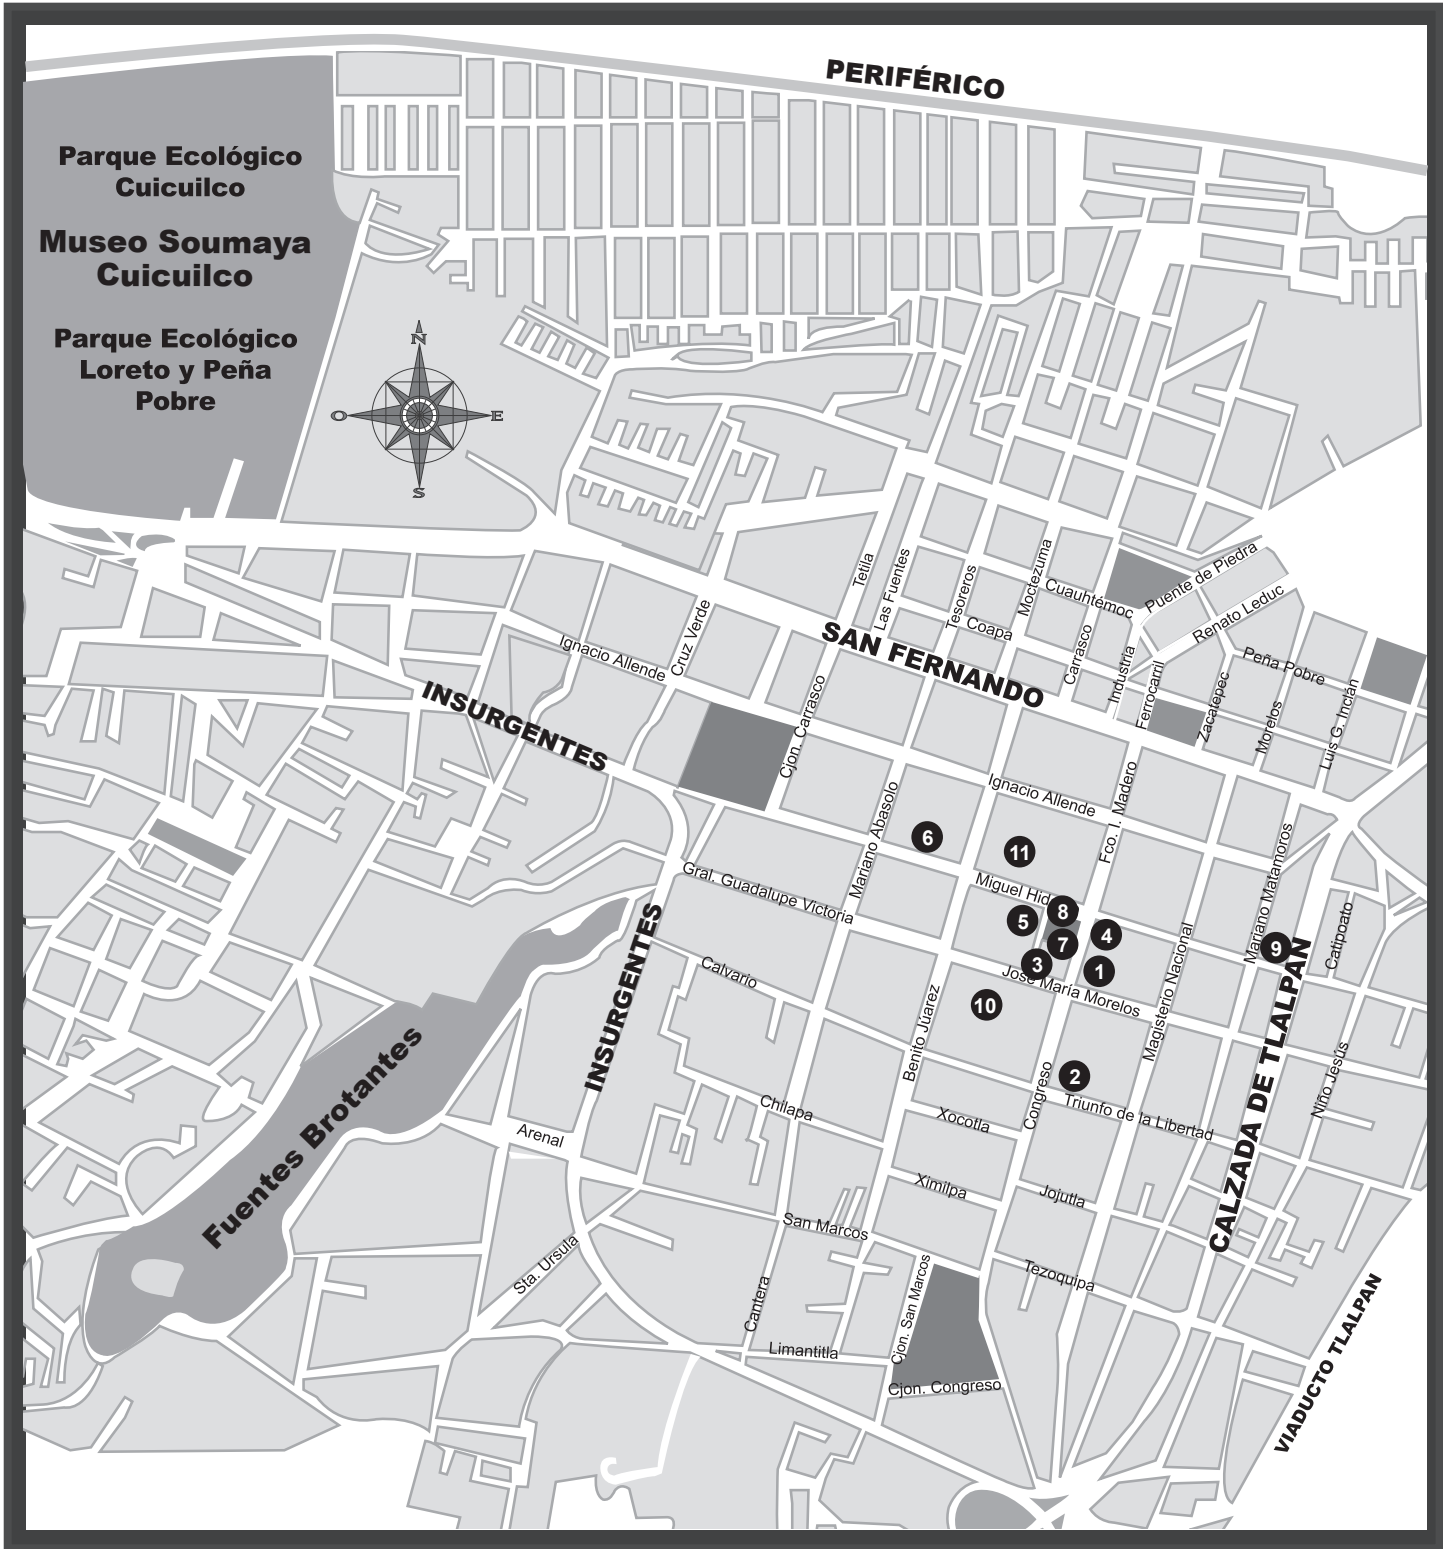 PERIFÉRICO
Parque Ecológico
Cuicuilco
Museo Soumaya
Cuicuilco
Parque Ecológico
Loreto y Peña
Pobre
N
O
E
S
Tetila
Las Fuentes
Tesoreros
Moctezuma
Cuauhtémoc
Puente de Piedra
Renato Leduc
Coapa
Carrasco
Industria
Ferrocarril
Zacatepec
Peña Pobre
Morelos
Luis G. Inclán
SAN FERNANDO
Cruz Verde
Ignacio Allende
INSURGENTES
Cjon. Carrasco
Mariano Abasolo
Ignacio Allende
Fco. I. Madero
Mariano Matamoros
6
11
Miguel Hid
8
5
7
4
3
1
9
10
2
Gral. Guadalupe Victoria
José María Morelos
Magisterio Nacional
Catipoato
CALZADA DE TLALPAN
INSURGENTES
Calvario
Benito Júarez
Congreso
Niño Jesús
Fuentes Brotantes
Chilapa
Xocotla
Triunfo de la Libertad
Arenal
Ximilpa
Jojutla
San Marcos
Sta. Ursula
Cantera
Cjon. San Marcos
Tezoquipa
Limantitla
Cjon. Congreso
VIADUCTO TLALPAN